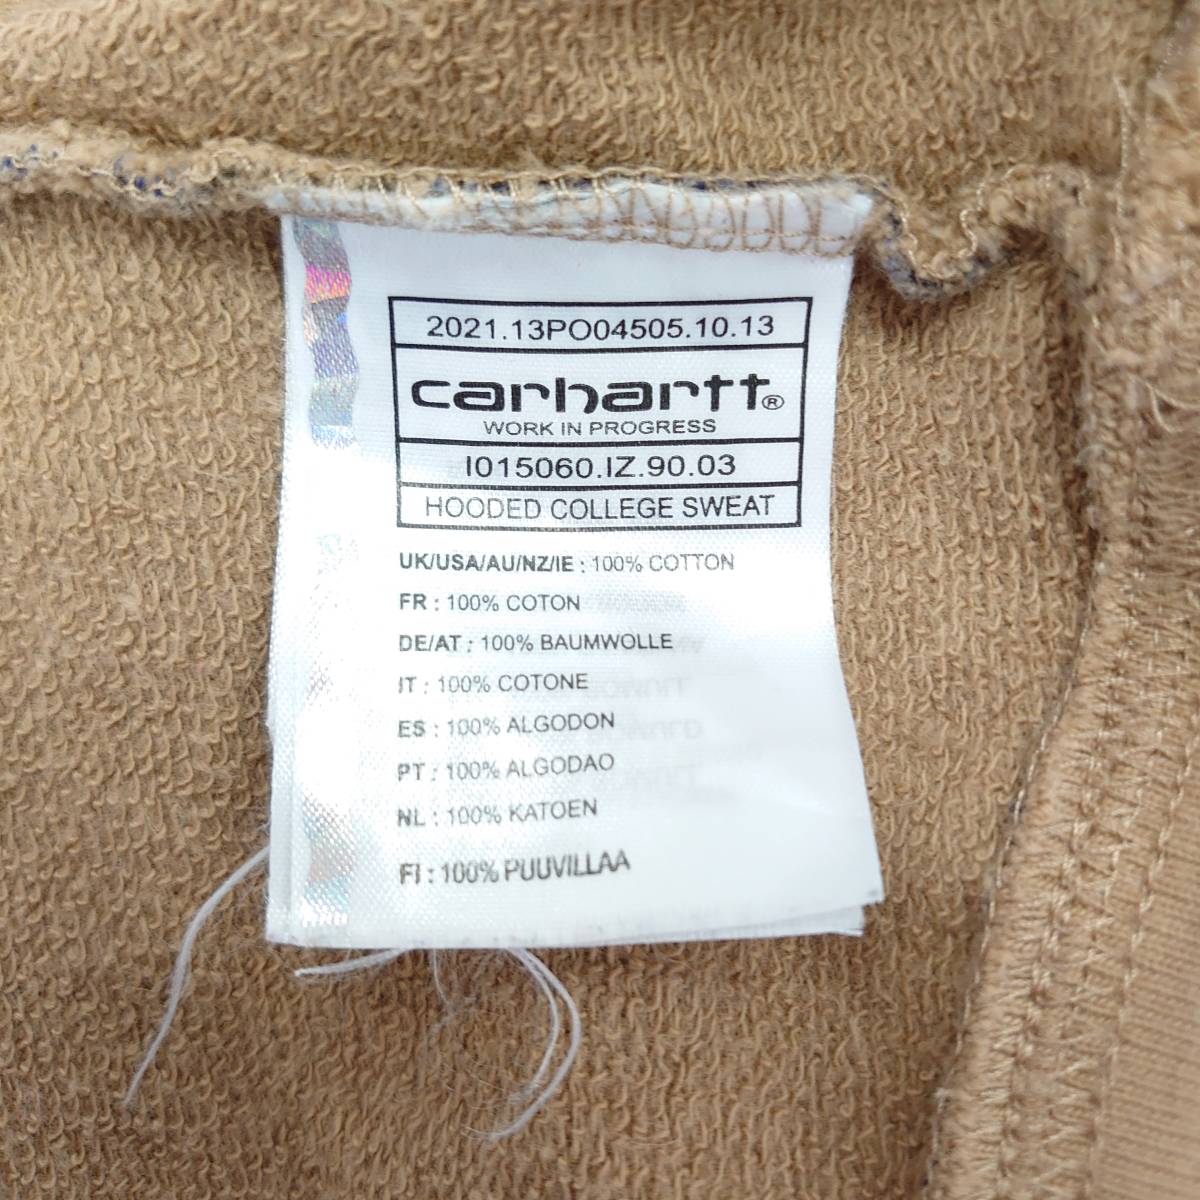 2021.13PO04505.10.13
carhartt®
WORK IN PROGRESS
I015060.IZ.90.03
HOODED COLLEGE SWEAT
UK/USA/AU/NZ/IE : 100% COTTON
FR : 100% COTON
DE/AT : 100% BAUMWOLLE
IT : 100% COTONE
ES : 100% ALGODON
PT : 100% ALGODAO
NL : 100% KATOEN
FI : 100% PUUVILLAA